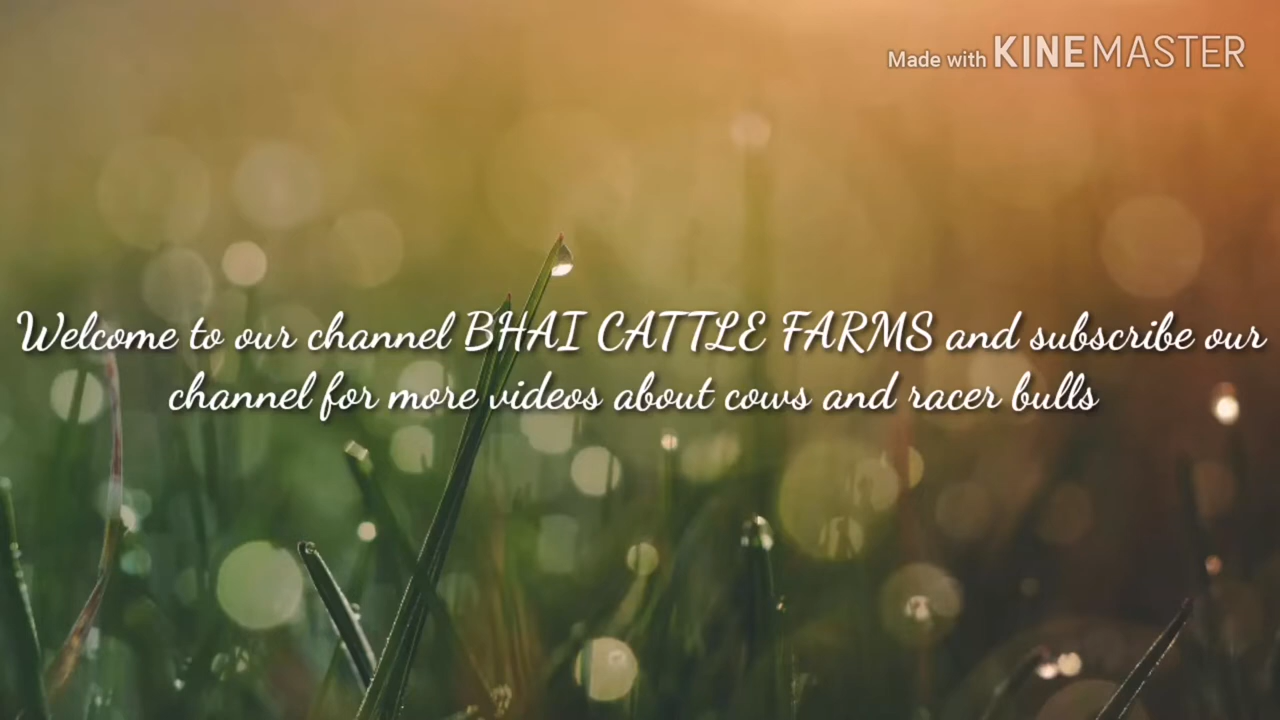 Made with KINEMASTER
Welcome to our channel BHAI CATTLE FARMS and subscribe our
channel for more videos about cows and racer bulls